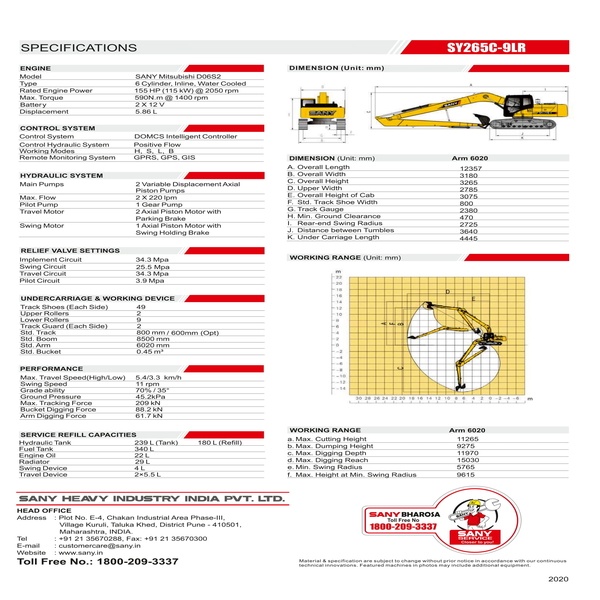 SPECIFICATIONS
SY265C-9LR
ENGINE
Model SANY Mitsubishi D06S2
Type 6 Cylinder, Inline, Water Cooled
Rated Engine Power 155 HP (115 kW) @ 2050 rpm
Max. Torque 590N.m @ 1400 rpm
Battery 2 X 12 V
Displacement 5.86 L
CONTROL SYSTEM
Control System DOMCS Intelligent Controller
Control Hydraulic System Positive Flow
Working Modes H, S, L, B
Remote Monitoring System GPRS, GPS, GIS
HYDRAULIC SYSTEM
Main Pumps 2 Variable Displacement Axial
Piston Pumps
Max. Flow 2 X 220 lpm
Pilot Pump 1 Gear Pump
Travel Motor 2 Axial Piston Motor with
Parking Brake
Swing Motor 1 Axial Piston Motor with
Swing Holding Brake
RELIEF VALVE SETTINGS
Implement Circuit 34.3 Mpa
Swing Circuit 25.5 Mpa
Travel Circuit 34.3 Mpa
Pilot Circuit 3.9 Mpa
UNDERCARRIAGE & WORKING DEVICE
Track Shoes (Each Side) 49
Upper Rollers 2
Lower Rollers 9
Track Guard (Each Side) 2
Std. Track 800 mm / 600mm (Opt)
Std. Boom 8500 mm
Std. Arm 6020 mm
Std. Bucket 0.45 m³
PERFORMANCE
Max. Travel Speed(High/Low) 5.4/3.3 km/h
Swing Speed 11 rpm
Grade ability 70% / 35°
Ground Pressure 45.2kPa
Max. Tracking Force 209 kN
Bucket Digging Force 88.2 kN
Arm Digging Force 61.7 kN
SERVICE REFILL CAPACITIES
Hydraulic Tank 239 L (Tank) 180 L (Refill)
Fuel Tank 340 L
Engine Oil 22 L
Radiator 29 L
Swing Device 4 L
Travel Device 2×5.5 L
DIMENSION (Unit: mm)
SANY
DIMENSION (Unit: mm) Arm 6020
A. Overall Length 12357
B. Overall Width 3180
C. Overall Height 3265
D. Upper Width 2785
E. Overall Height of Cab 3075
F. Std. Track Shoe Width 800
G. Track Gauge 2380
H. Min. Ground Clearance 470
I. Rear-end Swing Radius 2725
J. Distance between Tumbles 3640
K. Under Carriage Length 4445
WORKING RANGE (Unit: mm)
m
22
20
18
16
14
12
10
8
6
4
2
0
-2
-4
-6
-8
-10
-12
-14
D
E
A F B
30 28 26 24 22 20 18 16 14 12 10 8 6 4 2 0 -2 -4 -6 -8 m
WORKING RANGE Arm 6020
a. Max. Cutting Height 11265
b. Max. Dumping Height 9275
c. Max. Digging Depth 11970
d. Max. Digging Reach 15030
e. Min. Swing Radius 5765
f. Max. Height at Min. Swing Radius 9615
SANY HEAVY INDUSTRY INDIA PVT. LTD.
HEAD OFFICE
Address : Plot No. E-4, Chakan Industrial Area Phase-III,
Village Kuruli, Taluka Khed, District Pune - 410501,
Maharashtra, INDIA.
Tel : +91 21 35670288, Fax: +91 21 35670300
E-mail : customercare@sany.in
Website : www.sany.in
Toll Free No.: 1800-209-3337
SANY BHAROSA
Toll Free No
1800-209-3337
SANY
SERVICE
Closer to you!
Material & specification are subject to change without prior notice in accordance with our continuous
technical innovations. Featured machines in photos may include additional equipment.
2020